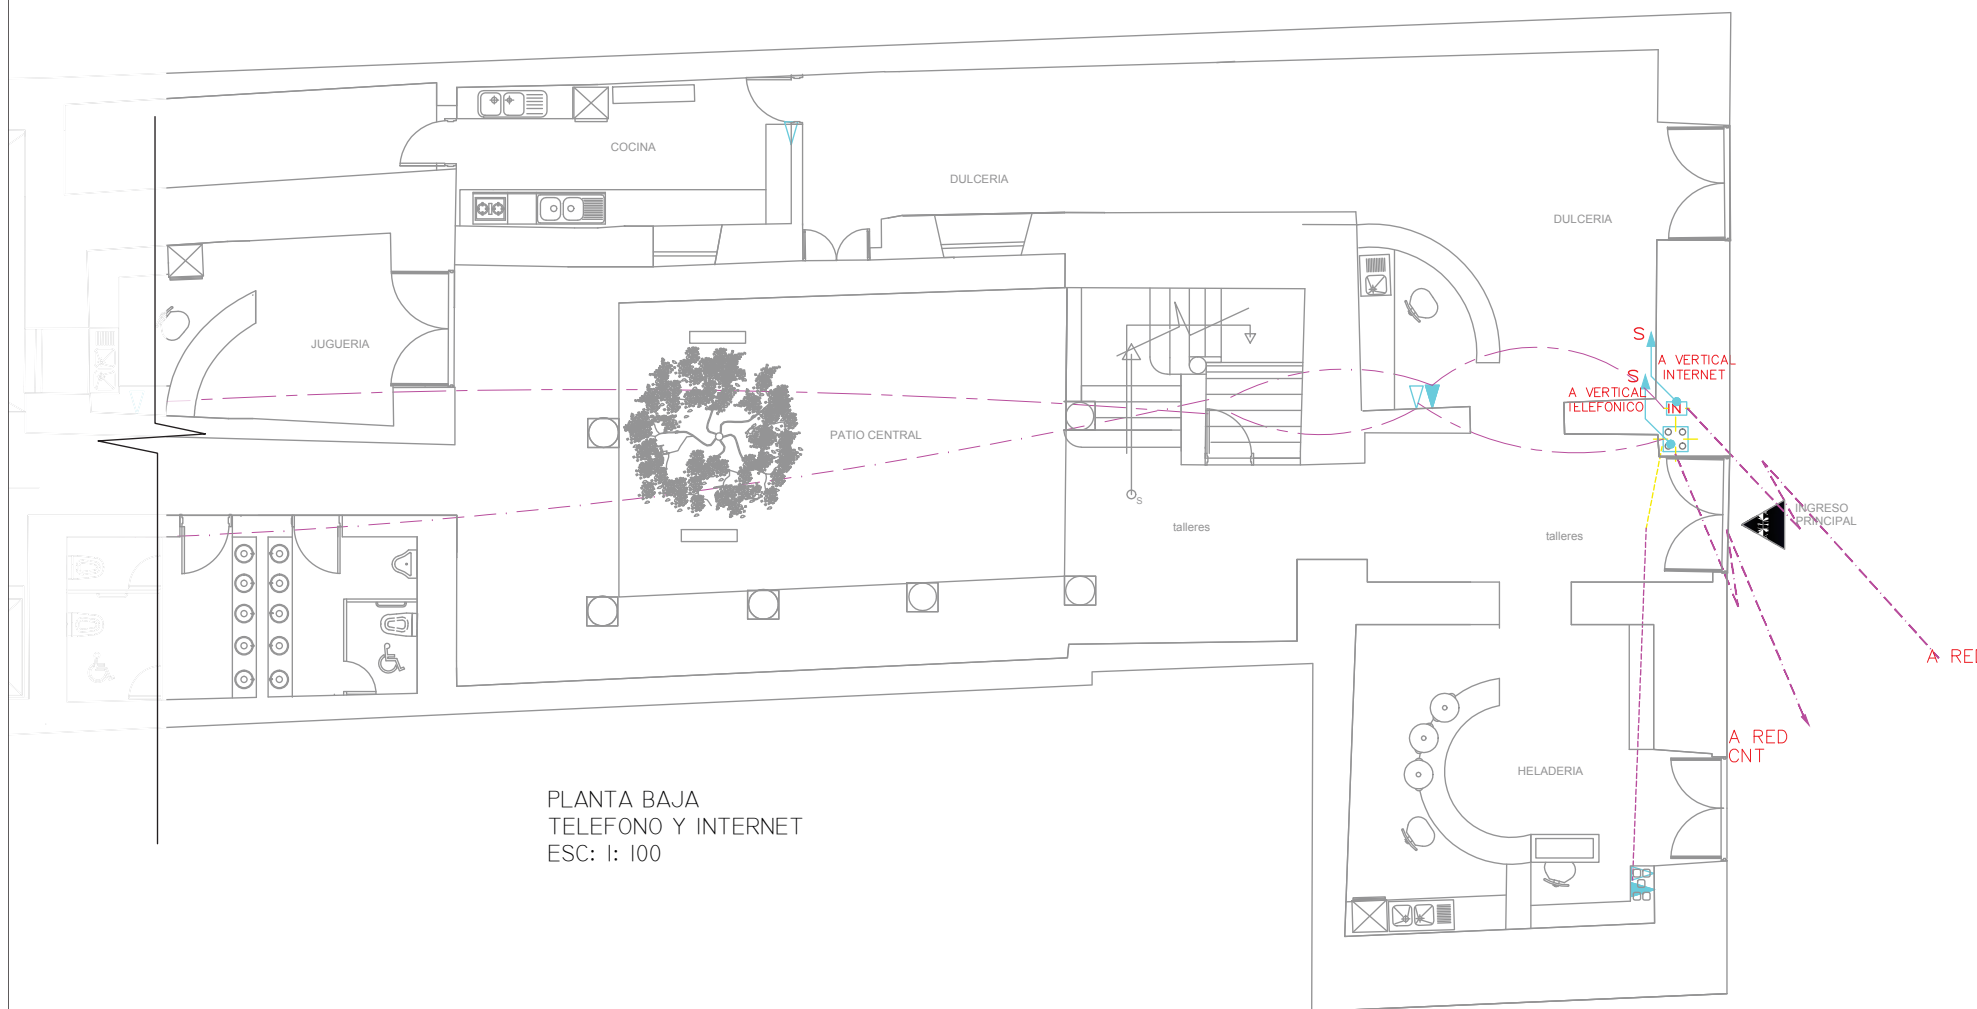 COCINA
DULCERIA
DULCERIA
JUGUERIA
PATIO CENTRAL
S
A VERTICAL
INTERNET
S
A VERTICAL
TELEFONICO
IN
S
talleres
talleres
INGRESO
PRINCIPAL
A RE
A RED
CNT
HELADERIA
PLANTA BAJA
TELEFONO Y INTERNET
ESC: 1: 100